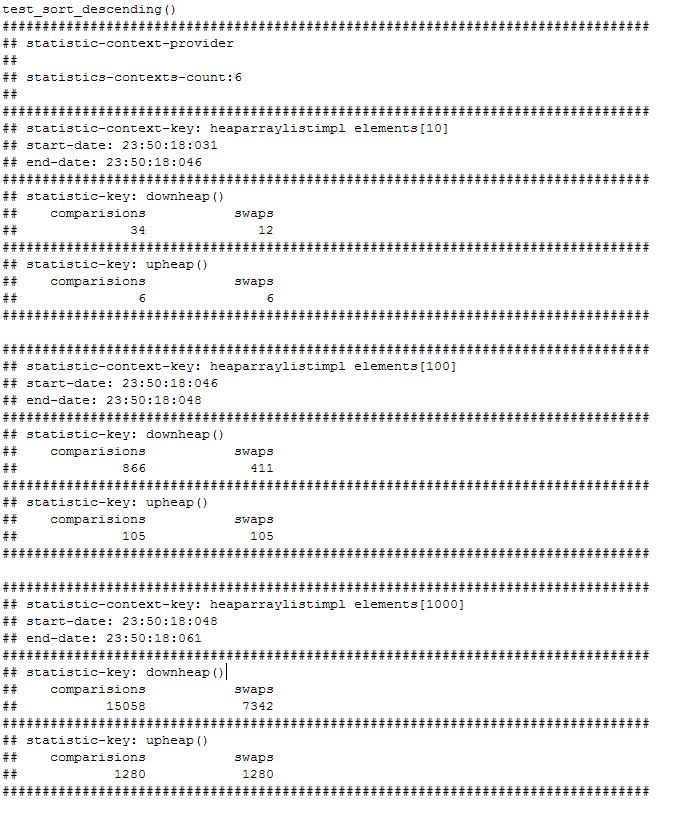 test_sort_descending()
#################################################################################
## statistic-context-provider
##
## statistics-contexts-count:6
##
#################################################################################
## statistic-context-key: heaparraylistimpl elements[10]
## start-date: 23:50:18:031
## end-date: 23:50:18:046
#################################################################################
## statistic-key: downheap()
##    comparisions           swaps
##              34              12
#################################################################################
## statistic-key: upheap()
##    comparisions           swaps
##               6               6
#################################################################################
#################################################################################
## statistic-context-key: heaparraylistimpl elements[100]
## start-date: 23:50:18:046
## end-date: 23:50:18:048
#################################################################################
## statistic-key: downheap()
##    comparisions           swaps
##             866             411
#################################################################################
## statistic-key: upheap()
##    comparisions           swaps
##             105             105
#################################################################################
#################################################################################
## statistic-context-key: heaparraylistimpl elements[1000]
## start-date: 23:50:18:048
## end-date: 23:50:18:061
#################################################################################
## statistic-key: downheap()
##    comparisions           swaps
##           15058            7342
#################################################################################
## statistic-key: upheap()
##    comparisions           swaps
##            1280            1280
#################################################################################